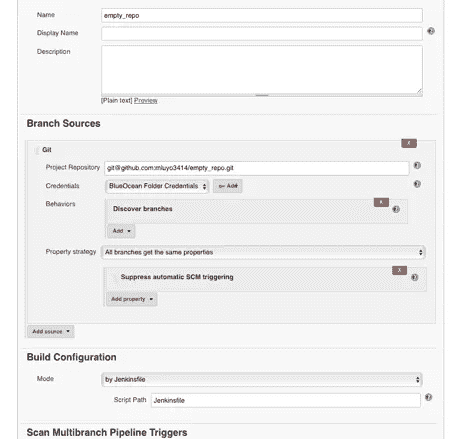 Name empty_repo
Display Name
Description
[Plain text] Preview
Branch Sources
x
Git
Project Repository git@github.com:mluyo3414/empty_repo.git
Credentials BlueOcean Folder Credentials Add
Behaviors
x
Discover branches
Add
Property strategy All branches get the same properties
x
Suppress automatic SCM triggering
Add property
Add source
Build Configuration
Mode by Jenkinsfile
Script Path Jenkinsfile
Scan Multibranch Pipeline Triggers